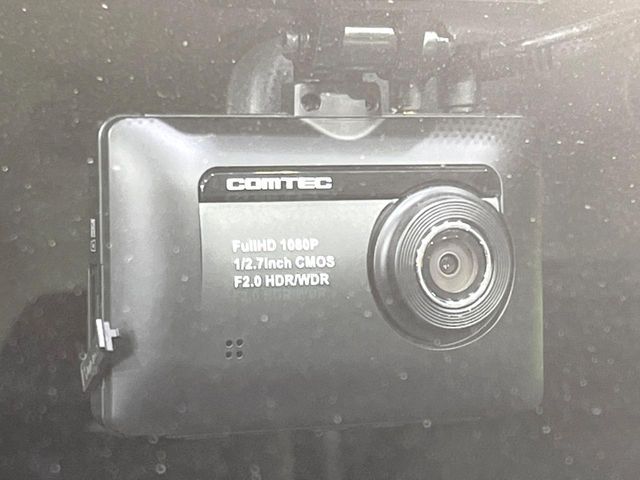 COMTEC
FullHD 1080P
1/2.7inch CMOS
F2.0 HDR/WDR